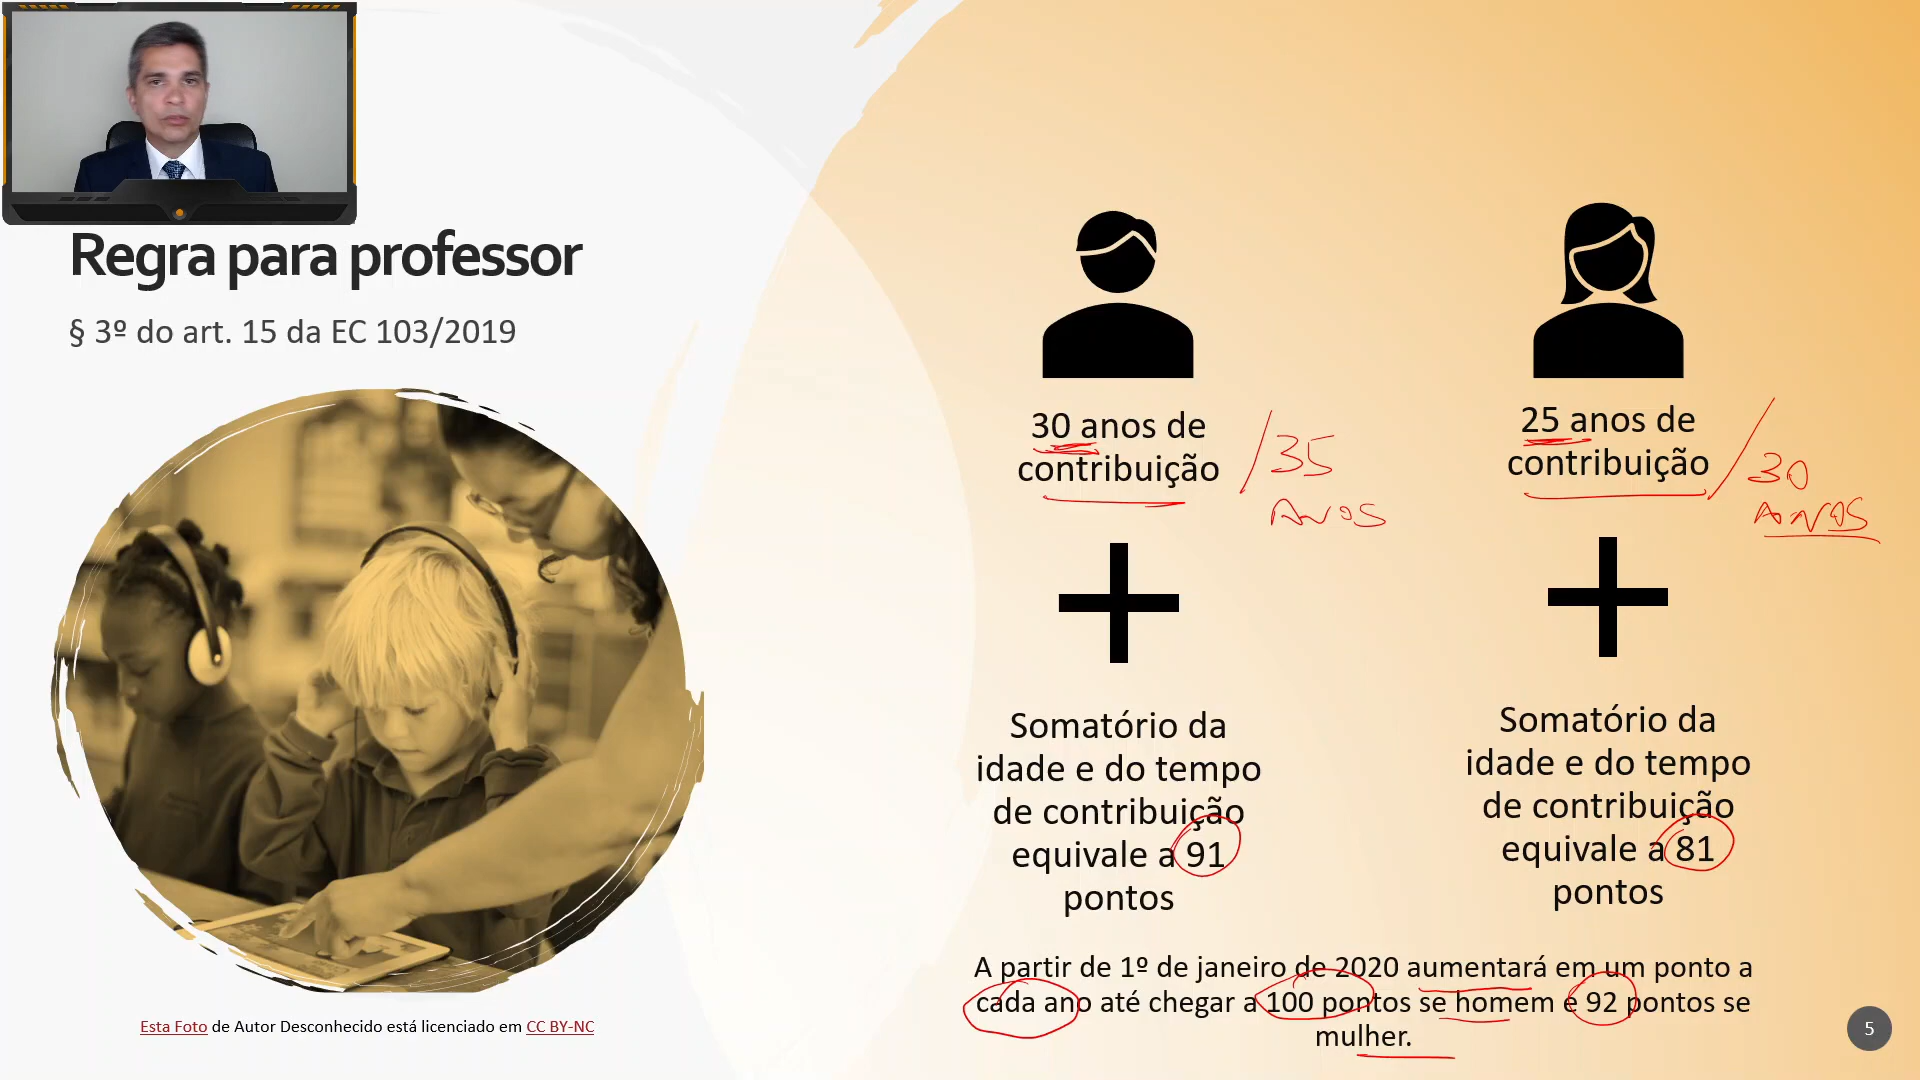 Regra para professor
§ 3º do art. 15 da EC 103/2019
Esta Foto de Autor Desconhecido está licenciado em CC BY-NC
30 anos de
contribuição
/35
ANOS
Somatório da
idade e do tempo
de contribuição
equivale a 91
pontos
25 anos de
contribuição
/30
ANOS
Somatório da
idade e do tempo
de contribuição
equivale a 81
pontos
A partir de 1º de janeiro de 2020 aumentará em um ponto a
cada ano até chegar a 100 pontos se homem e 92 pontos se
mulher.
5